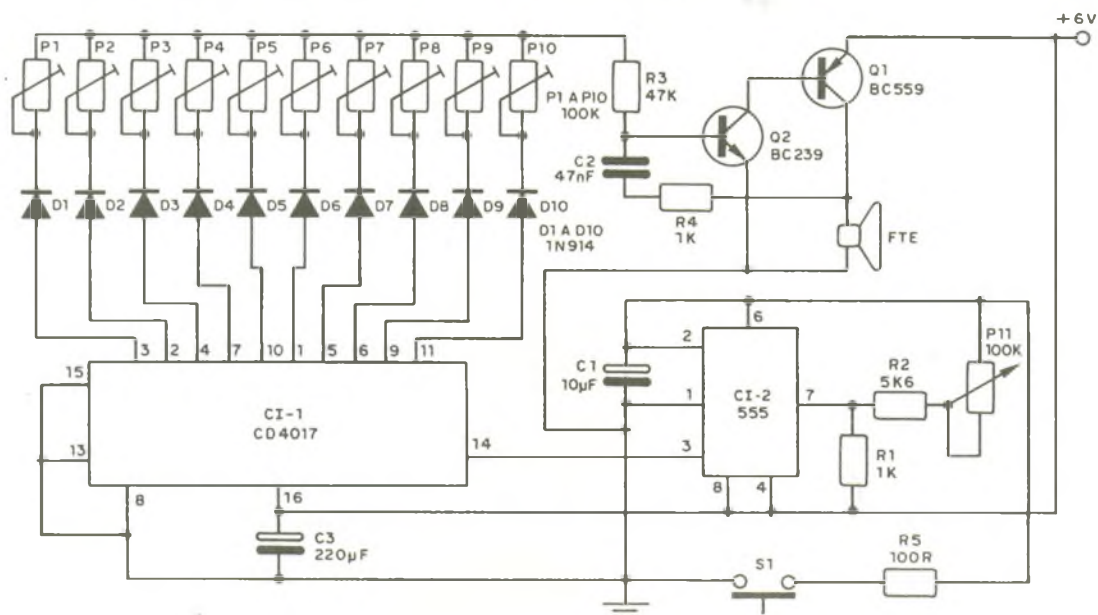 +6V
P1 P2 P3 P4 P5 P6 P7 P8 P9 P10
P1 A P10
100K
R3
47K
Q1
BC559
Q2
BC239
C2
47nF
R4
1K
FTE
D1 D2 D3 D4 D5 D6 D7 D8 D9 D10
D1 A D10
1N914
3 2 4 7 10 1 5 6 9 11
15
13
CI-1
CD4017
14
8
16
C3
220µF
C1
10µF
2
6
1
CI-2
555
7
3
8 4
R2
5K6
P11
100K
R1
1K
S1
R5
100R